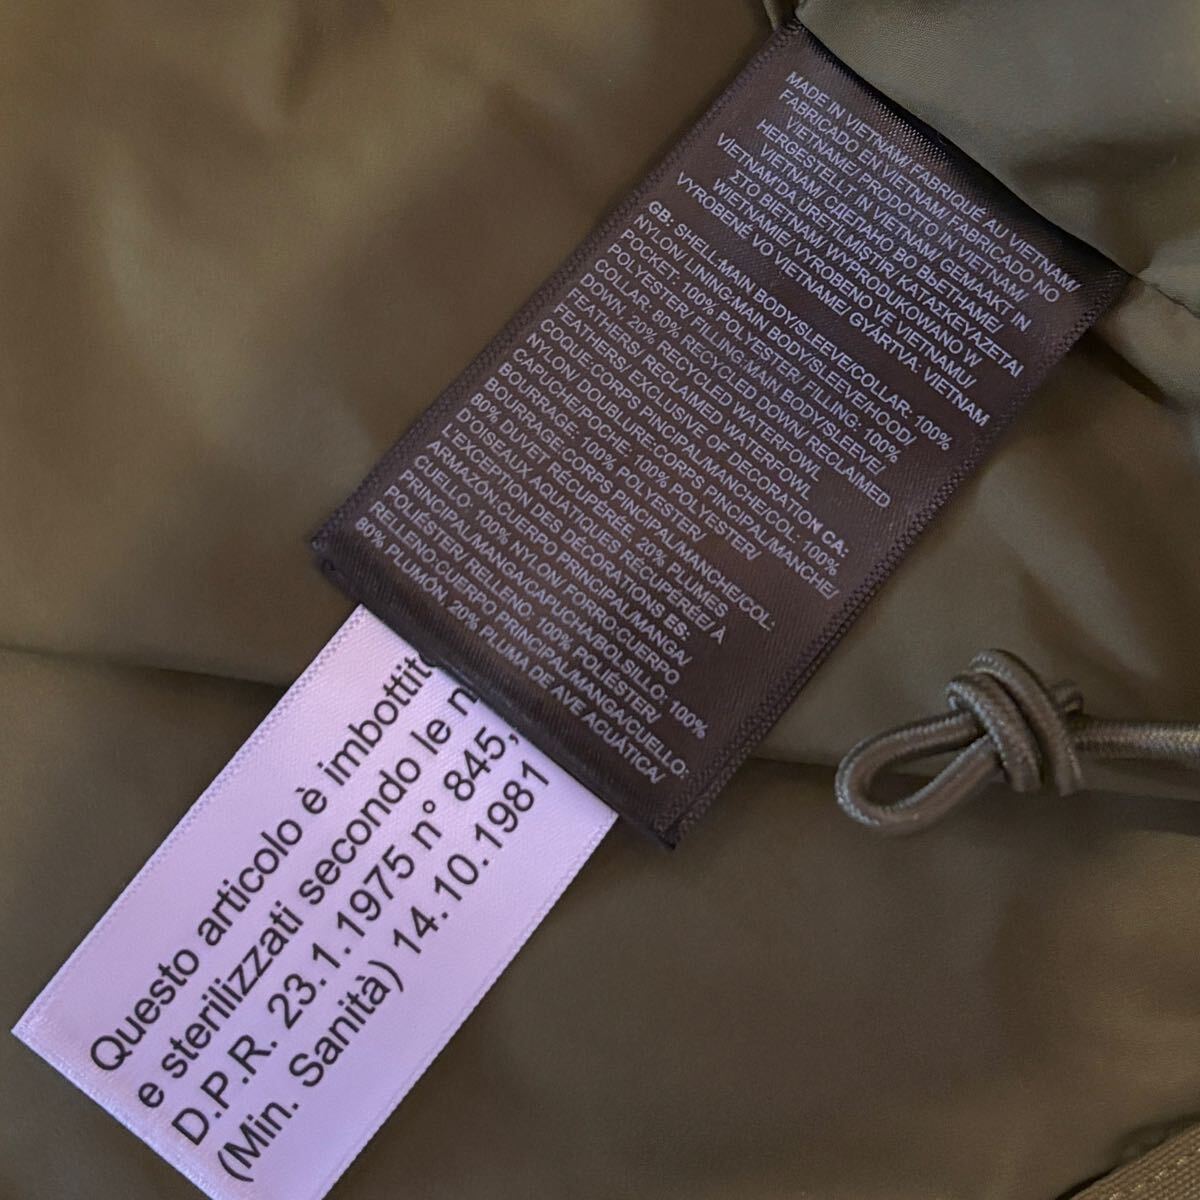 MADE IN VIETNAM/ FABRIQUÉ AU VIETNAM/
FABRICADO EN VIETNAM/ FABRICADO NO
VIETNAME/ PRODOTTO IN VIETNAM/
HERGESTELLT IN VIETNAM/ GEMAAKT IN
VIETNAM/ СДЕЛАНО ВО ВЬЕТНАМЕ/
VIETNAM'DA ÜRETİLMİŞTİR/ ΚΑΤΑΣΚΕΥΑΖΕΤΑΙ
ΣΤΟ ΒΙΕΤΝΑΜ/ WYPRODUKOWANO W
WIETNAMIE/ VYROBENO VE VIETNAMU/
VYROBENÉ VO VIETNAME/ GYÁRTVA: VIETNAM
GB: SHELL:MAIN BODY/SLEEVE/COLLAR: 100%
NYLON/ LINING:MAIN BODY/SLEEVE/HOOD/
POCKET: 100% POLYESTER/ FILLING: 100%
POLYESTER/ FILLING:MAIN BODY/SLEEVE/
COLLAR: 80% RECYCLED DOWN/ RECLAIMED
DOWN, 20% RECYCLED WATERFOWL
FEATHERS/ RECLAIMED WATERFOWL
FEATHERS/ EXCLUSIVE OF DECORATION CA:
COQUE:CORPS PINCIPAL/MANCHE/COL: 100%
NYLON/ DOUBLURE:CORPS PINCIPAL/MANCHE/
CAPUCHE/POCHE: 100% POLYESTER/
BOURRAGE: 100% POLYESTER/
BOURRAGE:CORPS PINCIPAL/MANCHE/COL:
80% DUVET RÉCUPÉRÉE, 20% PLUMES
D'OISEAUX AQUATIQUES RÉCUPÉRÉE/ À
L'EXCEPTION DES DÉCORATIONS ES:
ARMAZÓN:CUERPO PRINCIPAL/MANGA/
CUELLO: 100% NYLON/ FORRO:CUERPO
PRINCIPAL/MANGA/CAPUCHA/BOLSILLO: 100%
POLIÉSTER/ RELLENO: 100% POLIÉSTER/
RELLENO:CUERPO PRINCIPAL/MANGA/CUELLO:
80% PLUMÓN, 20% PLUMA DE AVE ACUÁTICA/
Questo articolo è imbottit
e sterilizzati secondo le
D.P.R. 23.1.1975 n° 845,
(Min. Sanità) 14.10.1981